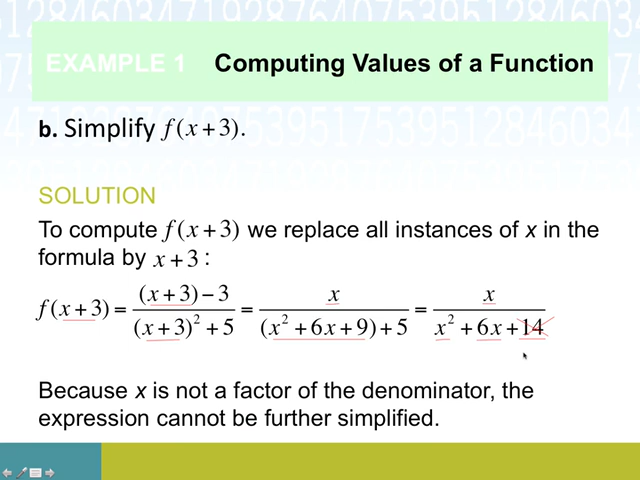 EXAMPLE 1 Computing Values of a Function
b. Simplify f(x+3).
SOLUTION
To compute f(x+3) we replace all instances of x in the
formula by x+3 :
f(x+3) = ((x+3)−3)/((x+3)²+5) = x/((x²+6x+9)+5) = x/(x²+6x+14)
Because x is not a factor of the denominator, the
expression cannot be further simplified.